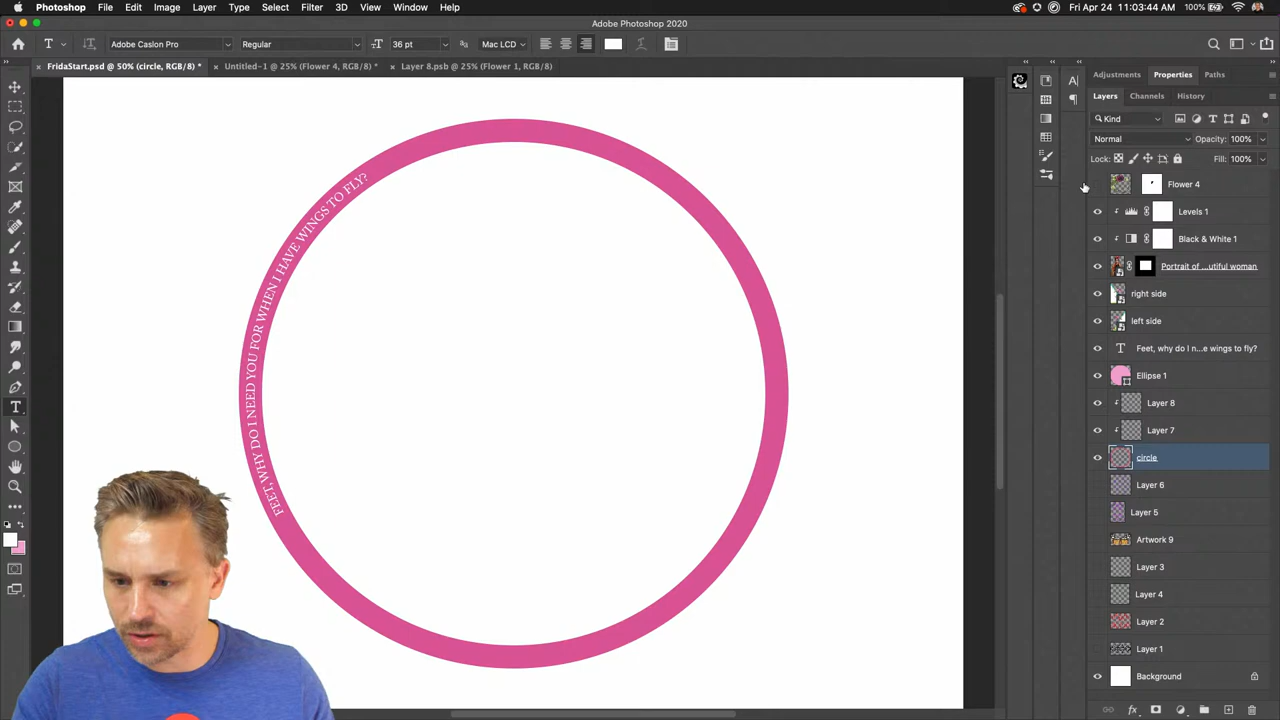 Photoshop File Edit Image Layer Type Select Filter 3D View Window Help 100% Fri Apr 24 11:03:44 AM
Adobe Photoshop 2020
T Adobe Caslon Pro Regular 36 pt Mac LCD
FridaStart.psd @ 50% (circle, RGB/8) * Untitled-1 @ 25% (Flower 4, RGB/8) * Layer 8.psb @ 25% (Flower 1, RGB/8)
Adjustments Properties Paths
Layers Channels History
Kind
Normal Opacity: 100%
Lock: Fill: 100%
Flower 4
Levels 1
Black & White 1
Portrait of ...utiful woman
right side
left side
Feet, why do I n...e wings to fly?
Ellipse 1
Layer 8
Layer 7
circle
Layer 6
Layer 5
Artwork 9
Layer 3
Layer 4
Layer 2
Layer 1
Background
FEET, WHY DO I NEED YOU FOR WHEN I HAVE WINGS TO FLY?